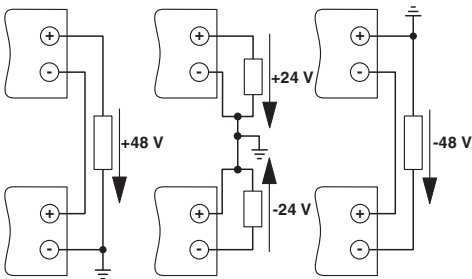 + + +
- - -
+24 V
+48 V -48 V
-24 V
+ + +
- - -